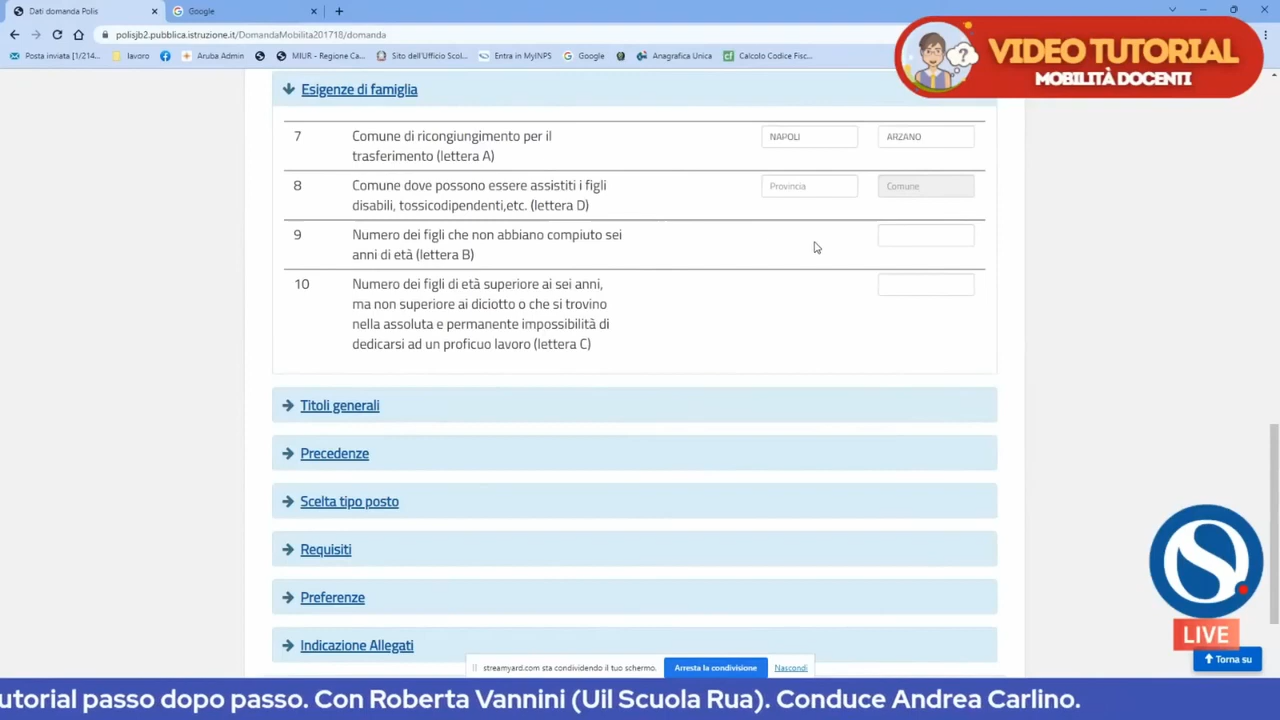 Dati domanda Polis
Google
polisjb2.pubblica.istruzione.it/DomandaMobilita201718/domanda
Posta inviata [1/214...
lavoro
Aruba Admin
MIUR - Regione Ca...
Sito dell'Ufficio Scol...
Entra in MyINPS
Google
Anagrafica Unica
Calcolo Codice Fisc...
VIDEO TUTORIAL
MOBILITÀ DOCENTI
Esigenze di famiglia
7 Comune di ricongiungimento per il NAPOLI ARZANO
trasferimento (lettera A)
8 Comune dove possono essere assistiti i figli Provincia Comune
disabili, tossicodipendenti,etc. (lettera D)
9 Numero dei figli che non abbiano compiuto sei
anni di età (lettera B)
10 Numero dei figli di età superiore ai sei anni,
ma non superiore ai diciotto o che si trovino
nella assoluta e permanente impossibilità di
dedicarsi ad un proficuo lavoro (lettera C)
Titoli generali
Precedenze
Scelta tipo posto
Requisiti
Preferenze
Indicazione Allegati
LIVE
Torna su
streamyard.com sta condividendo il tuo schermo. Arresta la condivisione Nascondi
utorial passo dopo passo. Con Roberta Vannini (Uil Scuola Rua). Conduce Andrea Carlino.